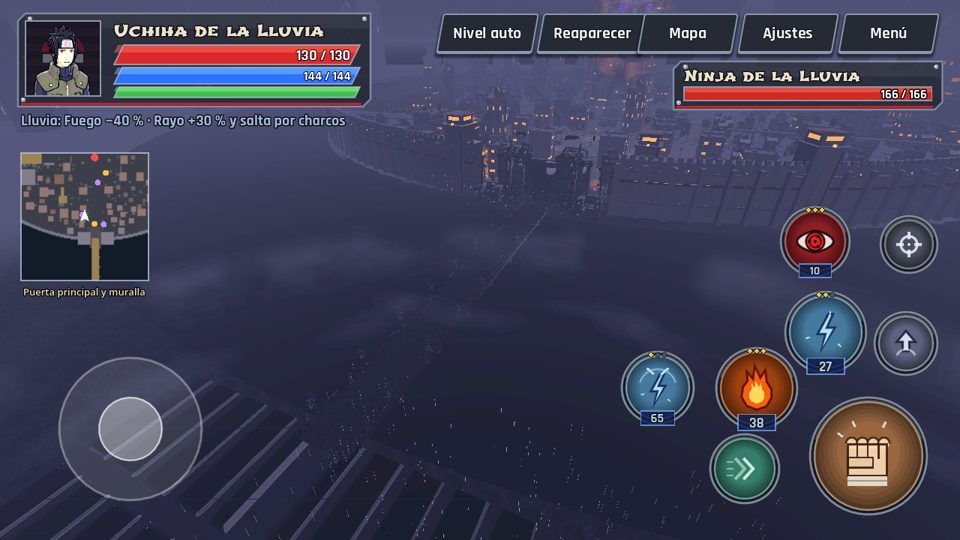 Uchiha de la Lluvia
130 / 130
144 / 144
Lluvia: Fuego −40 % · Rayo +30 % y salta por charcos
Nivel auto
Reaparecer
Mapa
Ajustes
Menú
Ninja de la Lluvia
166 / 166
Puerta principal y muralla
10
27
65
38